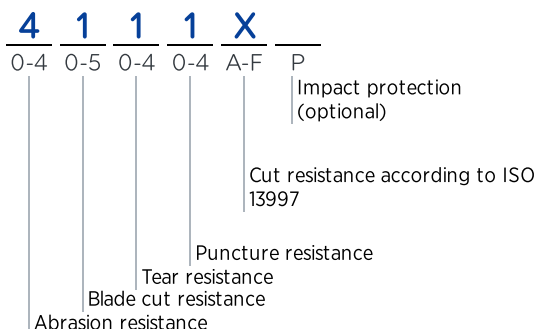 4 1 1 1 X
0-4 0-5 0-4 0-4 A-F P
Impact protection
(optional)
Cut resistance according to ISO
13997
Puncture resistance
Tear resistance
Blade cut resistance
Abrasion resistance